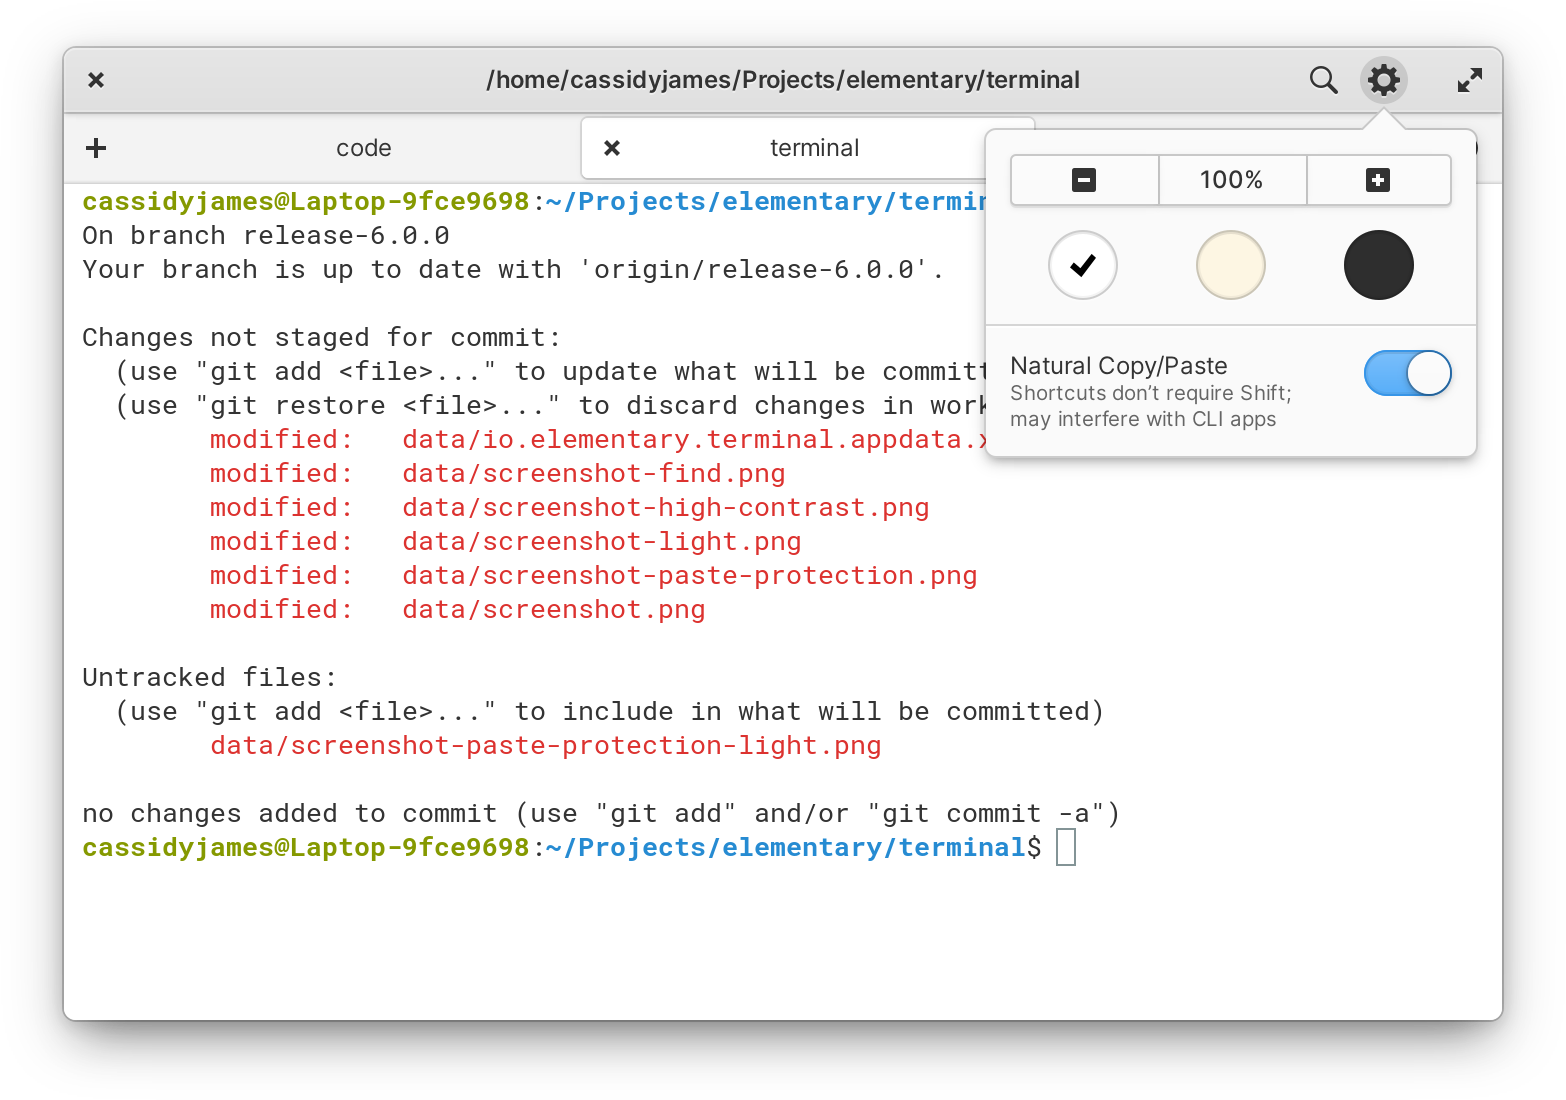 /home/cassidyjames/Projects/elementary/terminal
code terminal
100%
Natural Copy/Paste
Shortcuts don’t require Shift;
may interfere with CLI apps
cassidyjames@Laptop-9fce9698:~/Projects/elementary/
On branch release-6.0.0
Your branch is up to date with 'origin/release-6.0.0'.
Changes not staged for commit:
(use "git add <file>..." to update what will be
(use "git restore <file>..." to discard changes in
modified:   data/io.elementary.terminal.appdata.
modified:   data/screenshot-find.png
modified:   data/screenshot-high-contrast.png
modified:   data/screenshot-light.png
modified:   data/screenshot-paste-protection.png
modified:   data/screenshot.png
Untracked files:
(use "git add <file>..." to include in what will be committed)
data/screenshot-paste-protection-light.png
no changes added to commit (use "git add" and/or "git commit -a")
cassidyjames@Laptop-9fce9698:~/Projects/elementary/terminal$